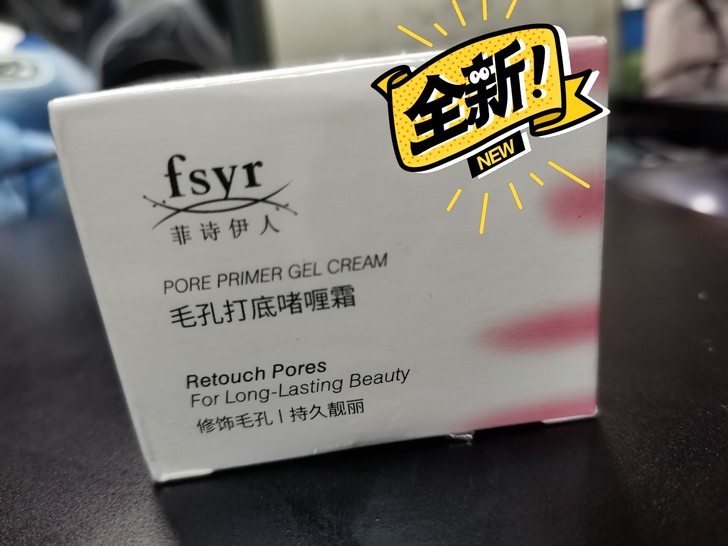 全新!
NEW
fsyr
菲诗伊人
PORE PRIMER GEL CREAM
毛孔打底啫喱霜
Retouch Pores
For Long-Lasting Beauty
修饰毛孔 | 持久靓丽